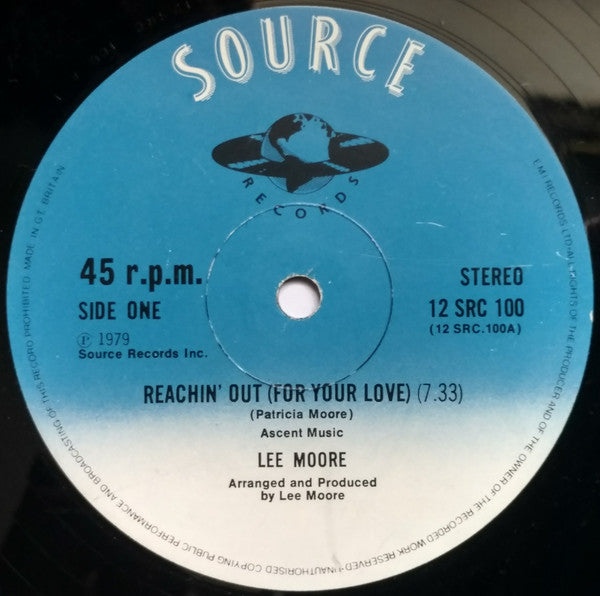 SOURCE
RECORDS
45 r.p.m.
SIDE ONE
℗ 1979
Source Records Inc.
STEREO
12 SRC 100
(12 SRC.100A)
REACHIN' OUT (FOR YOUR LOVE) (7.33)
(Patricia Moore)
Ascent Music
LEE MOORE
Arranged and Produced
by Lee Moore
EMI RECORDS LTD•ALL RIGHTS OF THE PRODUCER AND OF THE OWNER OF THE RECORDED WORK RESERVED•UNAUTHORISED COPYING PUBLIC PERFORMANCE AND BROADCASTING OF THIS RECORD PROHIBITED MADE IN GT. BRITAIN